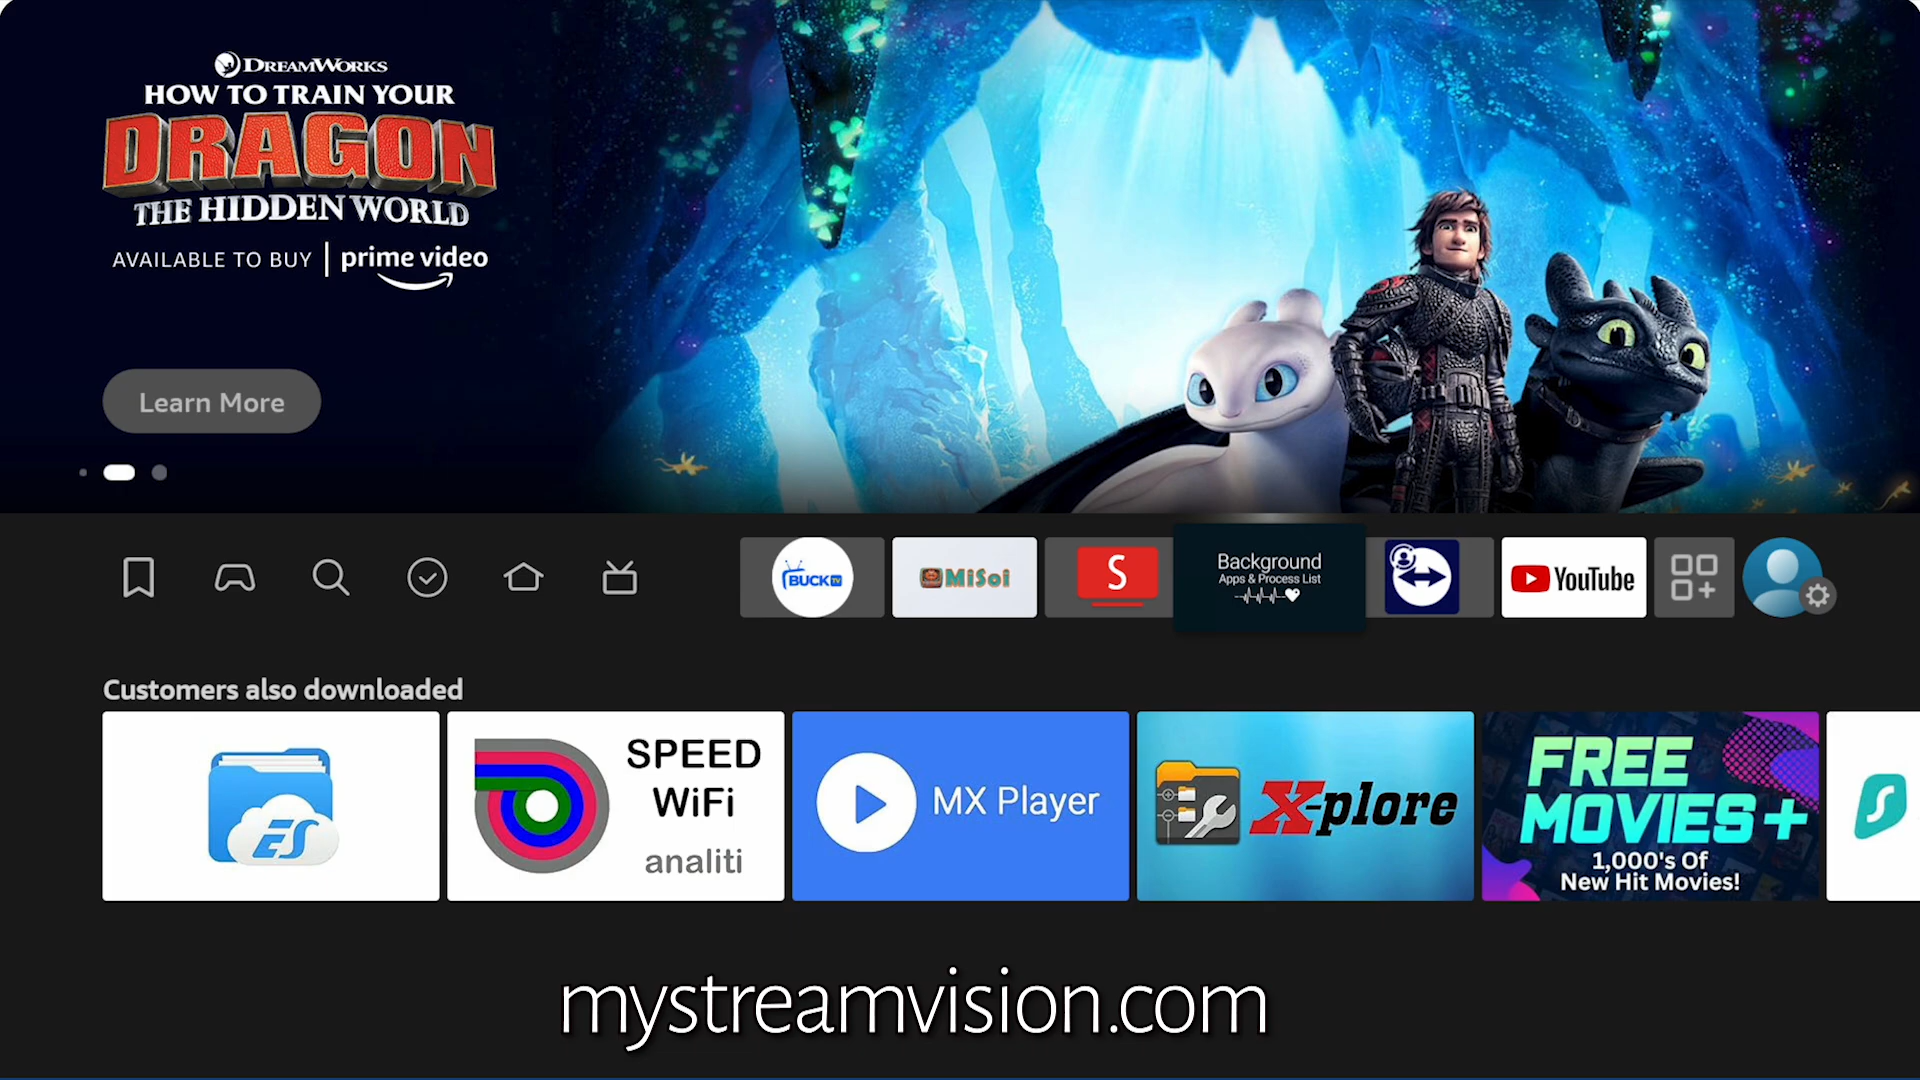 DREAMWORKS
HOW TO TRAIN YOUR
DRAGON
THE HIDDEN WORLD
AVAILABLE TO BUY | prime video
Learn More
BUCK TV
MiSoi
S
Background
Apps & Process List
YouTube
Customers also downloaded
ES
SPEED
WiFi
analiti
MX Player
X-plore
FREE
MOVIES +
1,000's Of
New Hit Movies!
mystreamvision.com